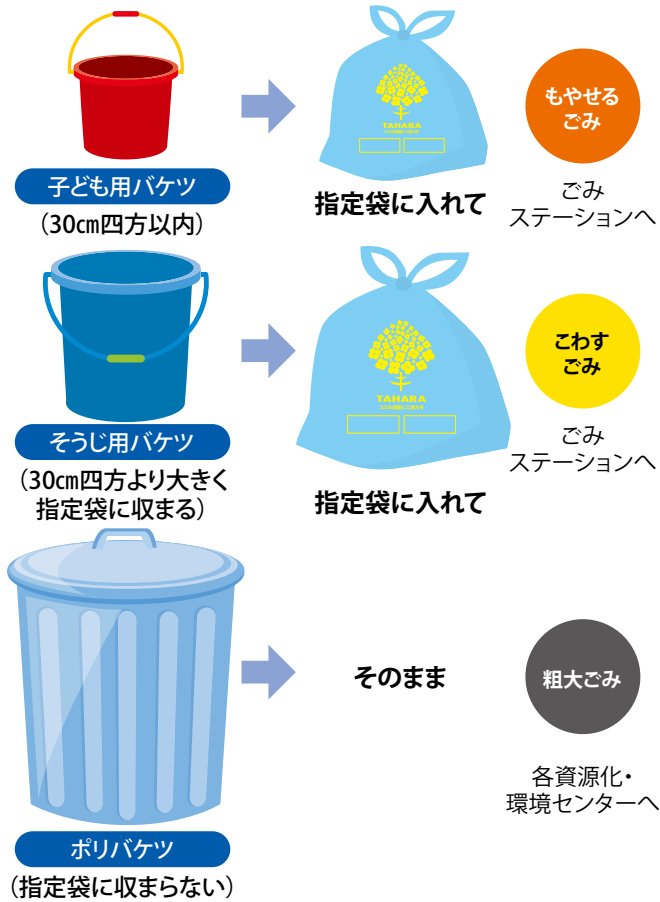 子ども用バケツ
(30㎝四方以内)
TAHARA
指定袋に入れて
もやせる
ごみ
ごみ
ステーションへ
そうじ用バケツ
(30㎝四方より大きく
指定袋に収まる)
TAHARA
指定袋に入れて
こわす
ごみ
ごみ
ステーションへ
ポリバケツ
(指定袋に収まらない)
そのまま
粗大ごみ
各資源化・
環境センターへ